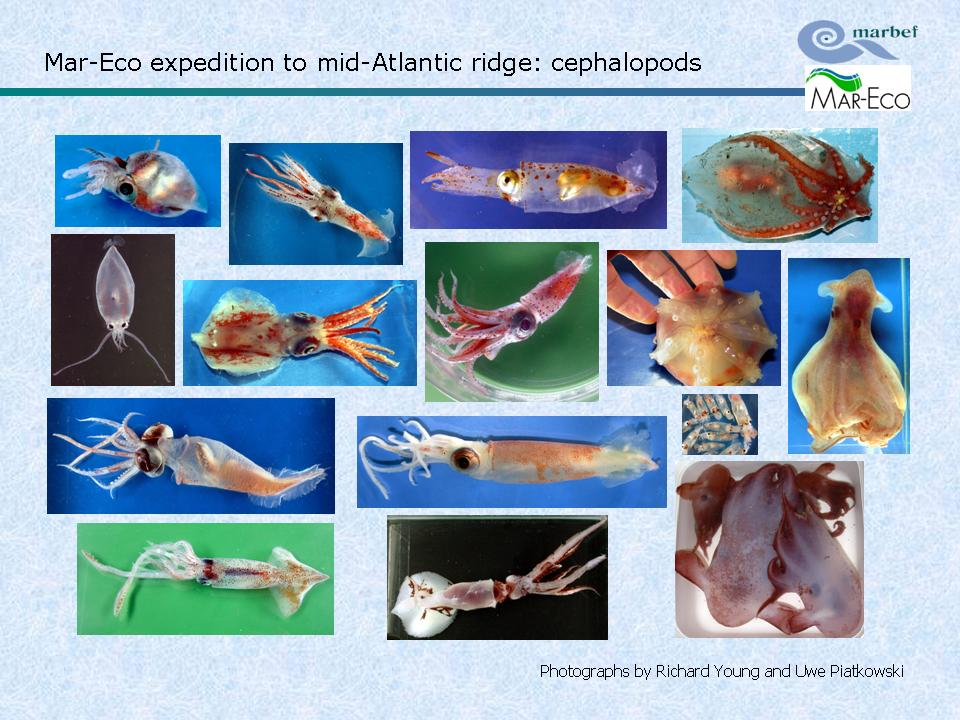 marbef
Mar-Eco expedition to mid-Atlantic ridge: cephalopods
MAR-ECO
Photographs by Richard Young and Uwe Piatkowski